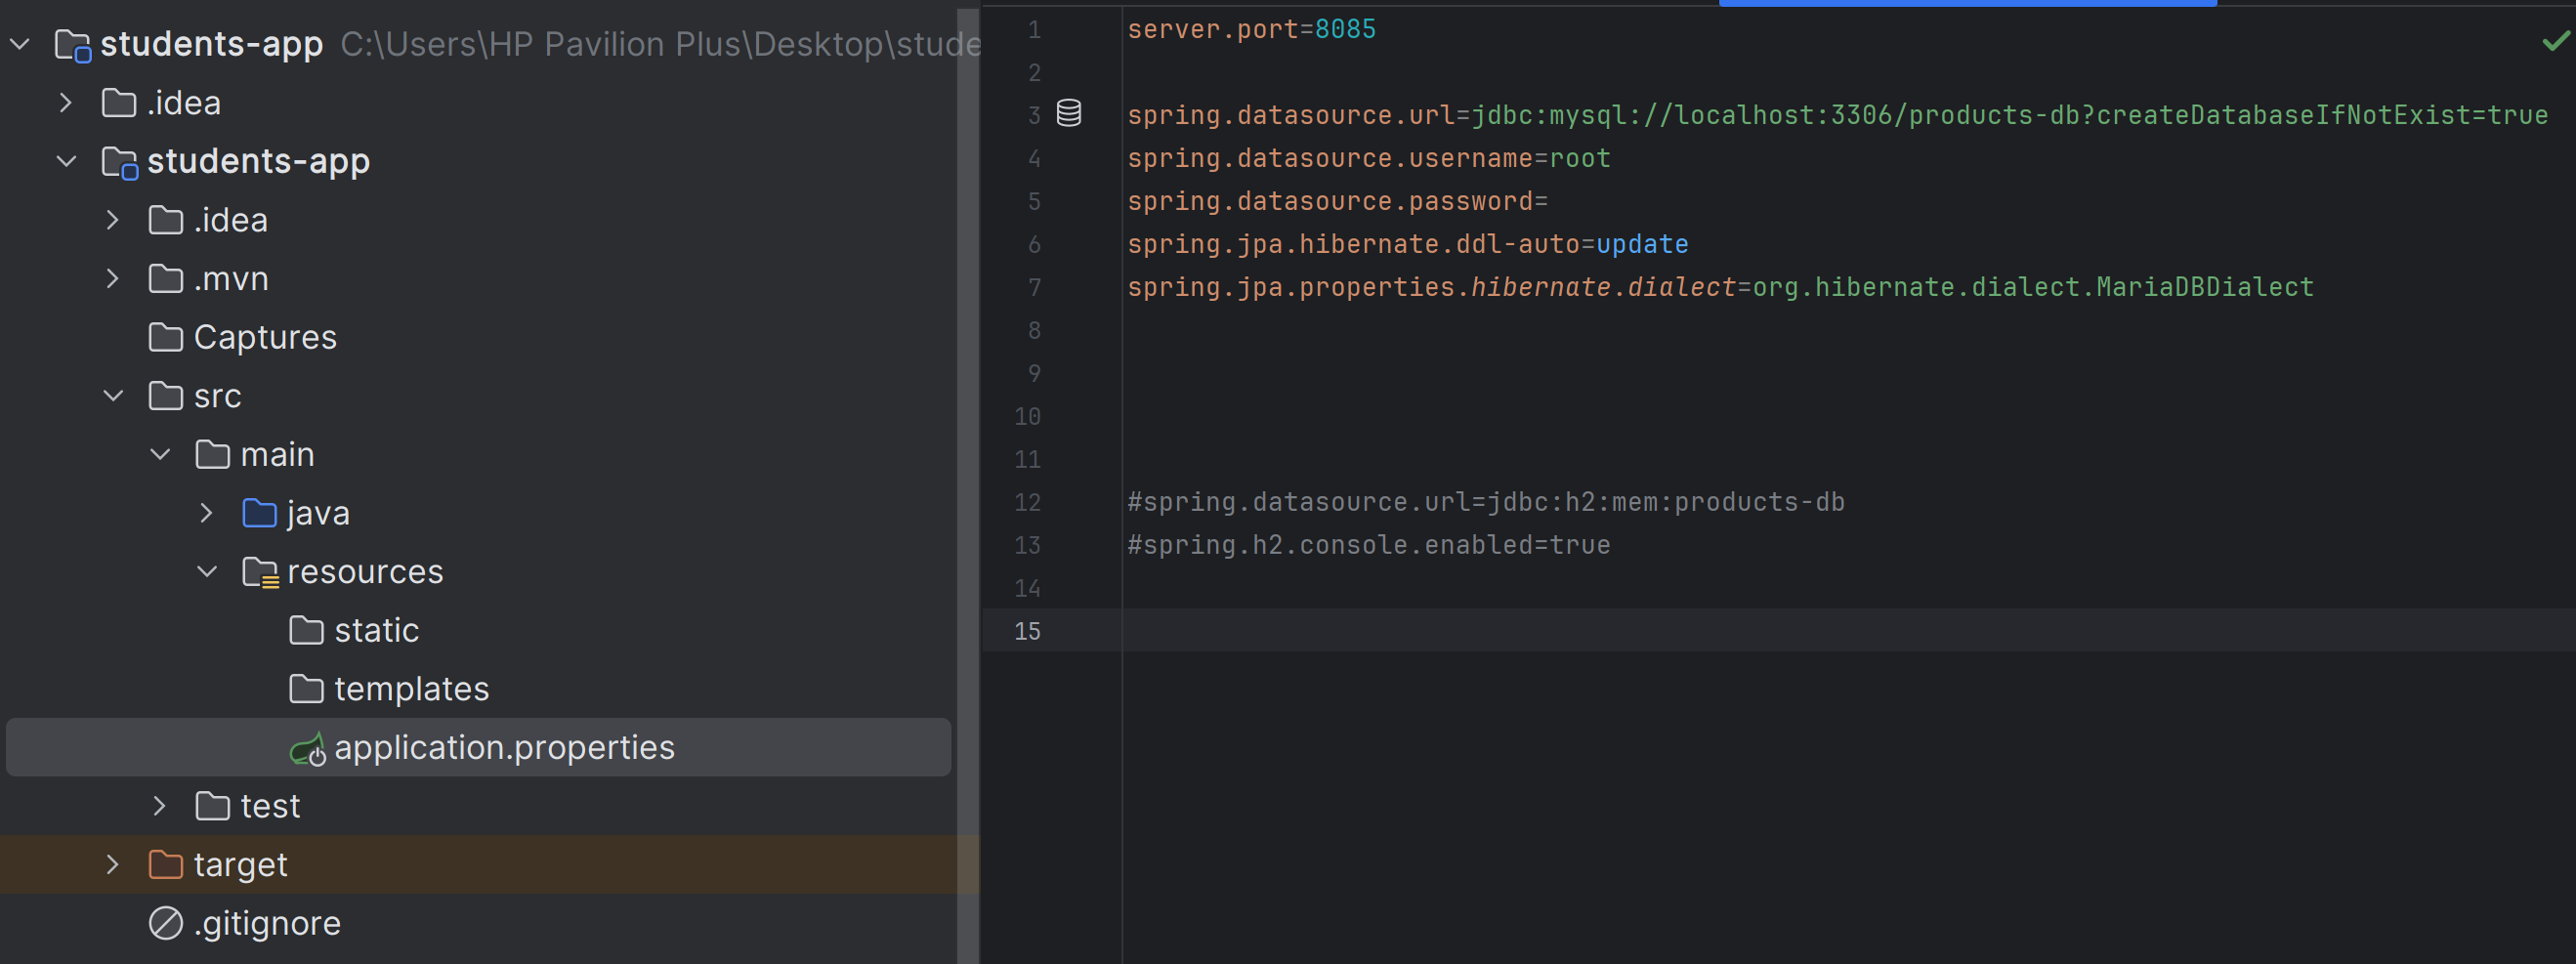 students-app C:\Users\HP Pavilion Plus\Desktop\stude
.idea
students-app
.idea
.mvn
Captures
src
main
java
resources
static
templates
application.properties
test
target
.gitignore
1 server.port=8085
2
3 spring.datasource.url=jdbc:mysql://localhost:3306/products-db?createDatabaseIfNotExist=true
4 spring.datasource.username=root
5 spring.datasource.password=
6 spring.jpa.hibernate.ddl-auto=update
7 spring.jpa.properties.hibernate.dialect=org.hibernate.dialect.MariaDBDialect
8
9
10
11
12 #spring.datasource.url=jdbc:h2:mem:products-db
13 #spring.h2.console.enabled=true
14
15